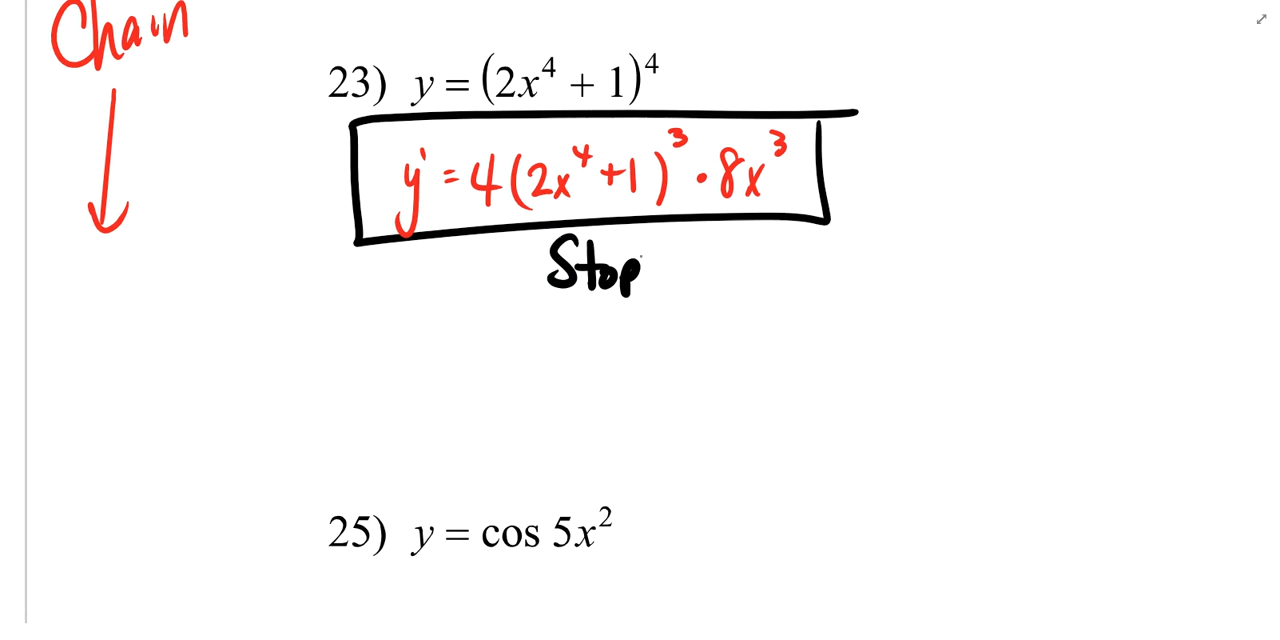 Chain
23) y = (2x⁴ + 1)⁴
y' = 4(2x⁴+1)³ · 8x³
Stop
25) y = cos 5x²